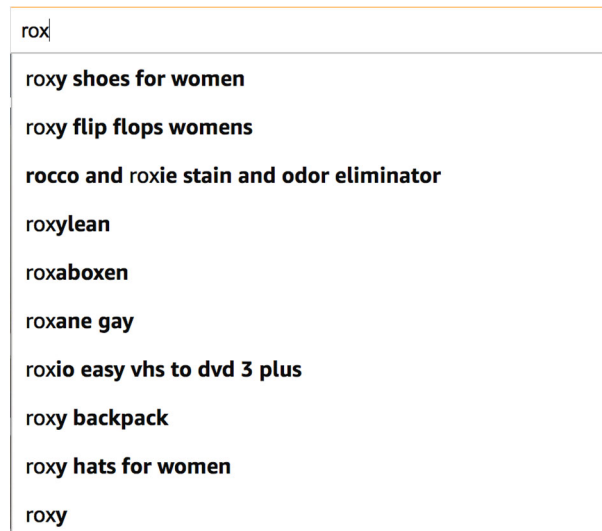 rox
roxy shoes for women
roxy flip flops womens
rocco and roxie stain and odor eliminator
roxylean
roxaboxen
roxane gay
roxio easy vhs to dvd 3 plus
roxy backpack
roxy hats for women
roxy